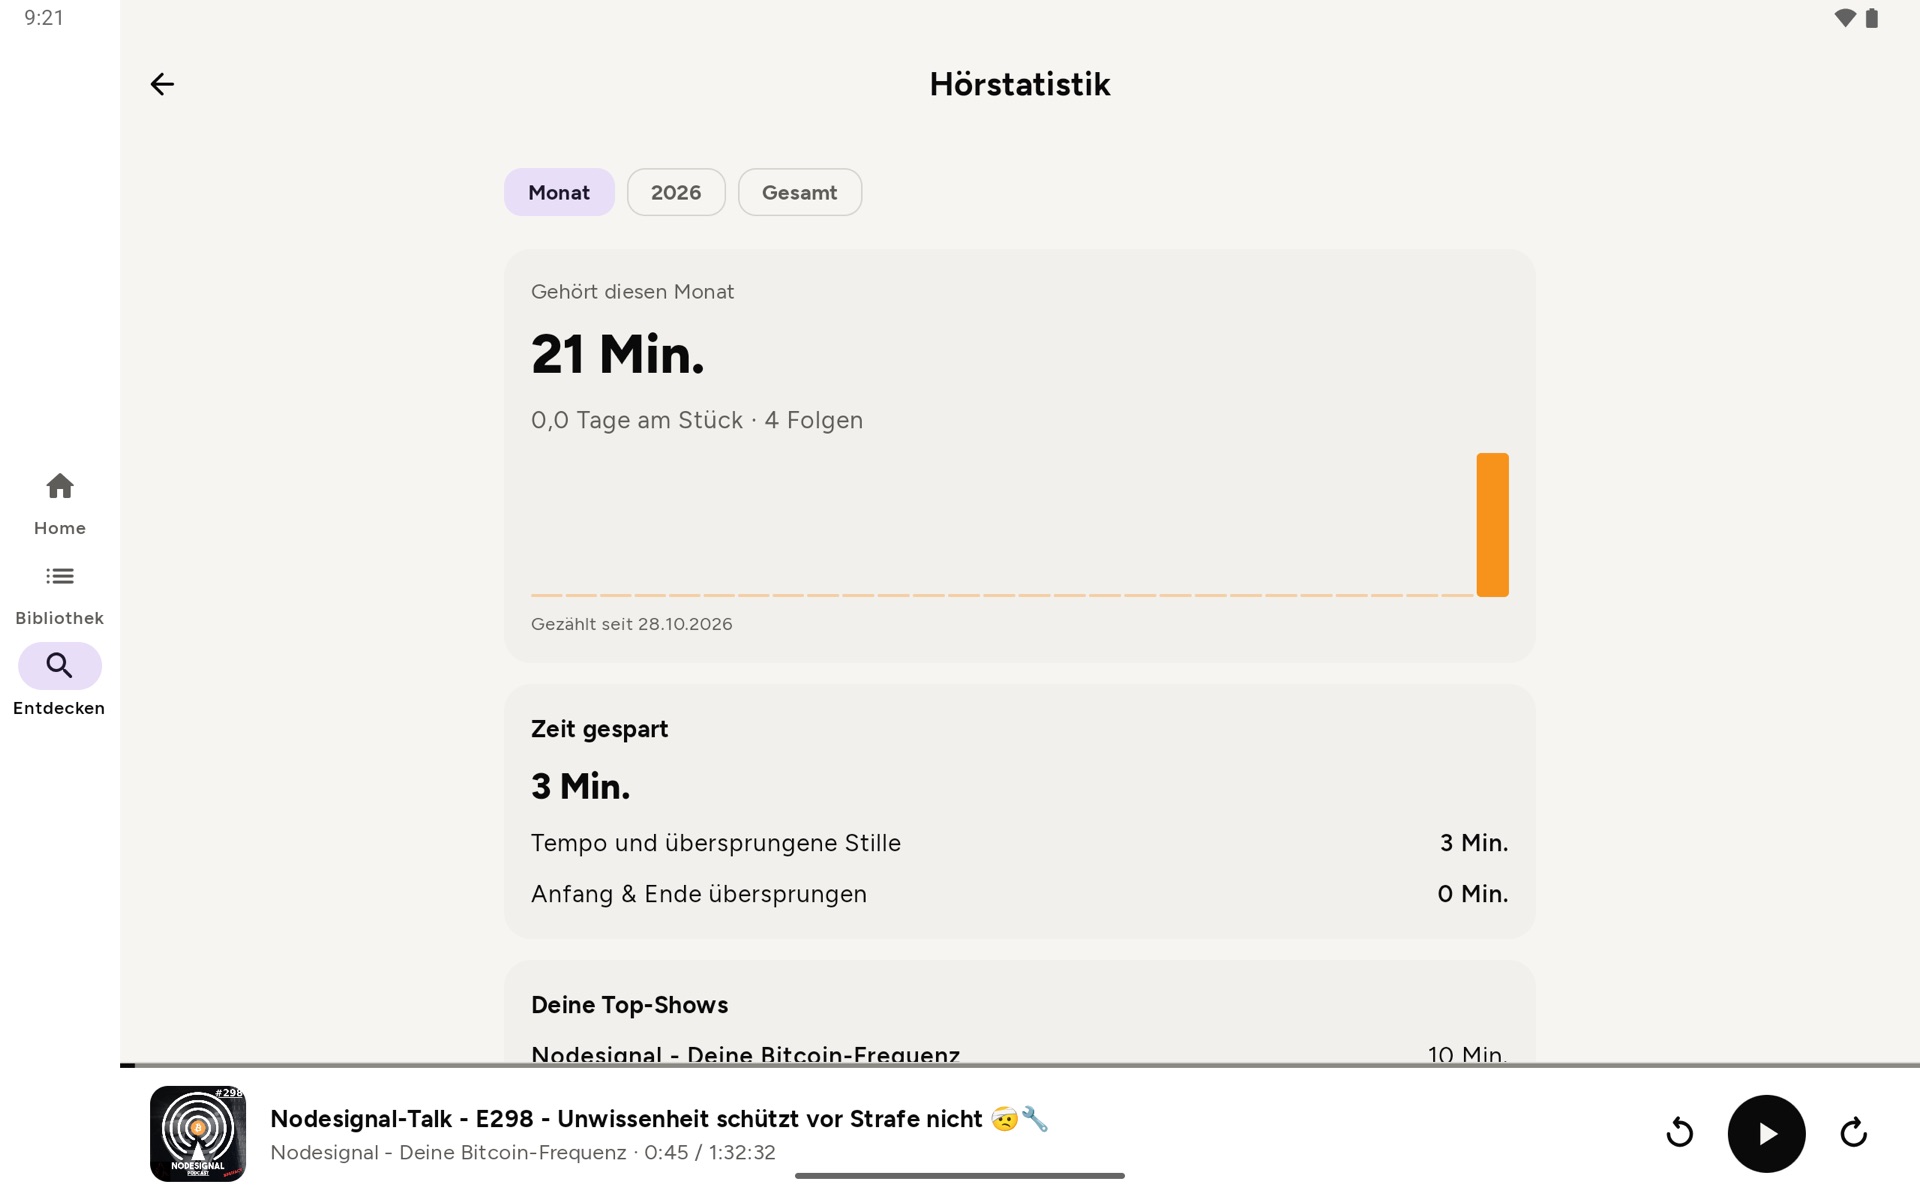 9:21
Hörstatistik
Monat
2026
Gesamt
Gehört diesen Monat
21 Min.
0,0 Tage am Stück · 4 Folgen
Gezählt seit 28.10.2026
Home
Bibliothek
Entdecken
Zeit gespart
3 Min.
Tempo und übersprungene Stille 3 Min.
Anfang & Ende übersprungen 0 Min.
Deine Top-Shows
Nodesignal - Deine Bitcoin-Frequenz 10 Min.
#298
NODESIGNAL
PODCAST
Nodesignal-Talk - E298 - Unwissenheit schützt vor Strafe nicht 🤕🔧
Nodesignal - Deine Bitcoin-Frequenz · 0:45 / 1:32:32